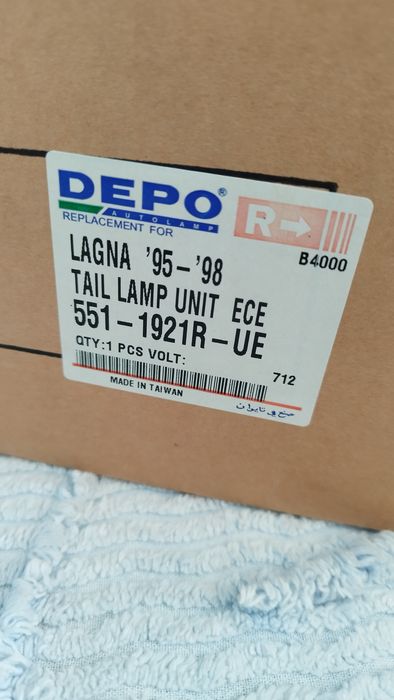 DEPO®
AUTOLAMP
REPLACEMENT FOR
R→
B4000
LAGNA '95-'98
TAIL LAMP UNIT ECE
551-1921R-UE
QTY:1 PCS VOLT:
712
MADE IN TAIWAN
صنع في تايوان